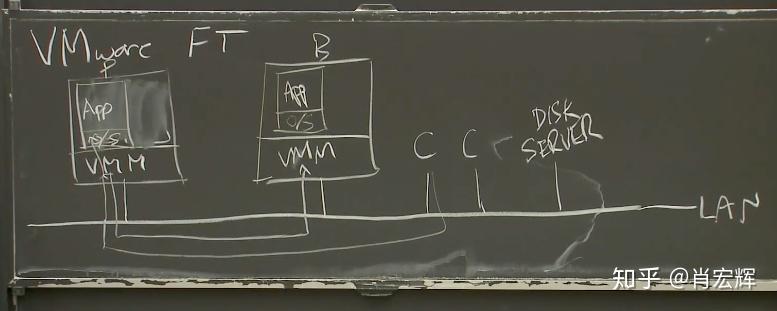 VMware FT
P
App
O/S
VMM
B
App
O/S
VMM
C
C
DISK
SERVER
LAN
知乎 @肖宏辉